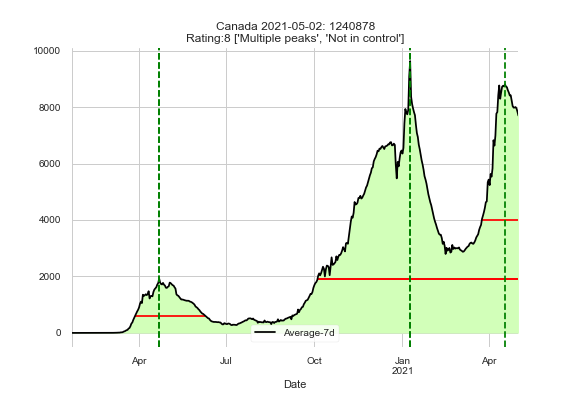 Canada 2021-05-02: 1240878
Rating:8 ['Multiple peaks', 'Not in control']
10000
8000
6000
4000
2000
0
Average-7d
Apr Jul Oct Jan Apr
2021
Date